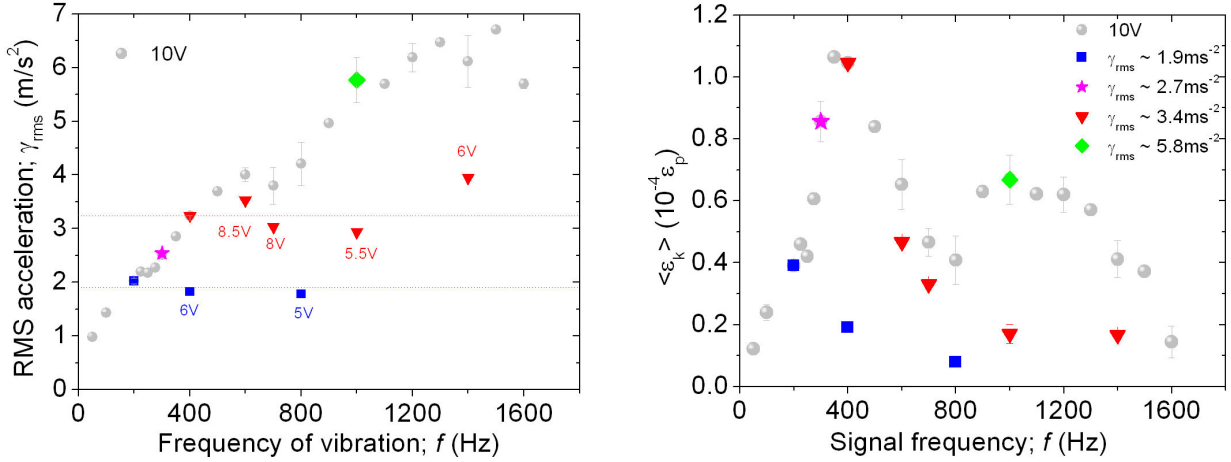 7
6
5
4
3
2
1
0
RMS acceleration; γrms (m/s²)
10V
6V
8.5V
8V
5.5V
6V
5V
0 400 800 1200 1600
Frequency of vibration; f (Hz)
1.2
1.0
0.8
0.6
0.4
0.2
0.0
<εk> (10⁻⁴εp)
10V
γrms ~ 1.9ms⁻²
γrms ~ 2.7ms⁻²
γrms ~ 3.4ms⁻²
γrms ~ 5.8ms⁻²
0 400 800 1200 1600
Signal frequency; f (Hz)